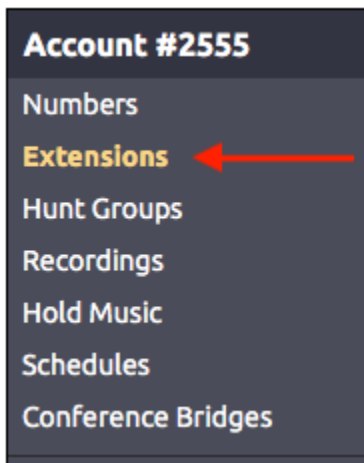 Account #2555
Numbers
Extensions
Hunt Groups
Recordings
Hold Music
Schedules
Conference Bridges